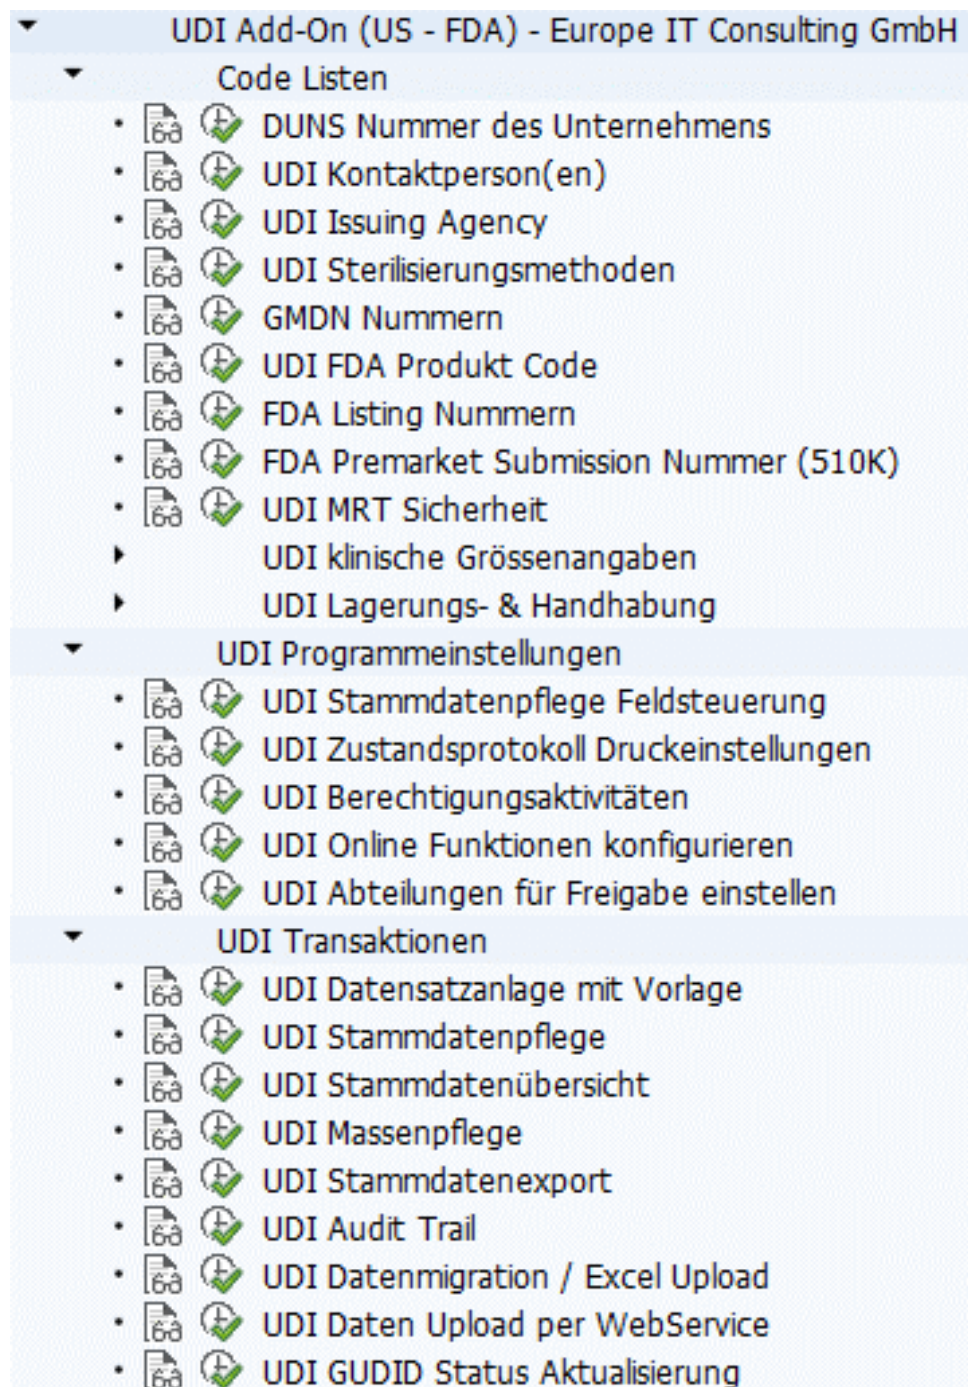 UDI Add-On (US - FDA) - Europe IT Consulting GmbH
Code Listen
DUNS Nummer des Unternehmens
UDI Kontaktperson(en)
UDI Issuing Agency
UDI Sterilisierungsmethoden
GMDN Nummern
UDI FDA Produkt Code
FDA Listing Nummern
FDA Premarket Submission Nummer (510K)
UDI MRT Sicherheit
UDI klinische Grössenangaben
UDI Lagerungs- & Handhabung
UDI Programmeinstellungen
UDI Stammdatenpflege Feldsteuerung
UDI Zustandsprotokoll Druckeinstellungen
UDI Berechtigungsaktivitäten
UDI Online Funktionen konfigurieren
UDI Abteilungen für Freigabe einstellen
UDI Transaktionen
UDI Datensatzanlage mit Vorlage
UDI Stammdatenpflege
UDI Stammdatenübersicht
UDI Massenpflege
UDI Stammdatenexport
UDI Audit Trail
UDI Datenmigration / Excel Upload
UDI Daten Upload per WebService
UDI GUDID Status Aktualisierung